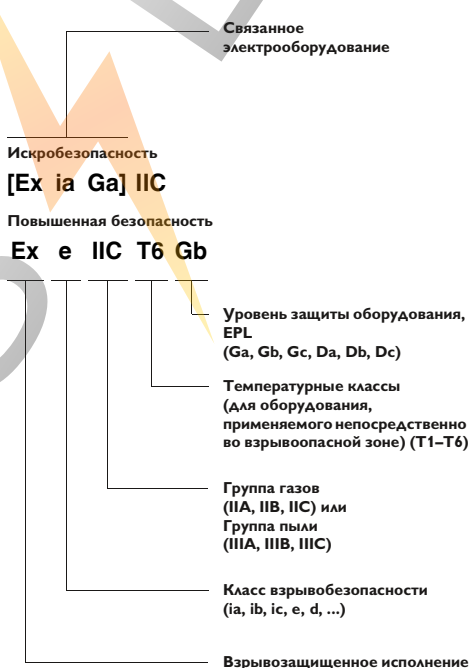 Связанное
электрооборудование
Искробезопасность
[Ex ia Ga] IIC
Повышенная безопасность
Ex e IIC T6 Gb
Уровень защиты оборудования,
EPL
(Ga, Gb, Gc, Da, Db, Dc)
Температурные классы
(для оборудования,
применяемого непосредственно
во взрывоопасной зоне) (T1–T6)
Группа газов
(IIA, IIB, IIC) или
Группа пыли
(IIIA, IIIB, IIIC)
Класс взрывобезопасности
(ia, ib, ic, e, d, ...)
Взрывозащищенное исполнение